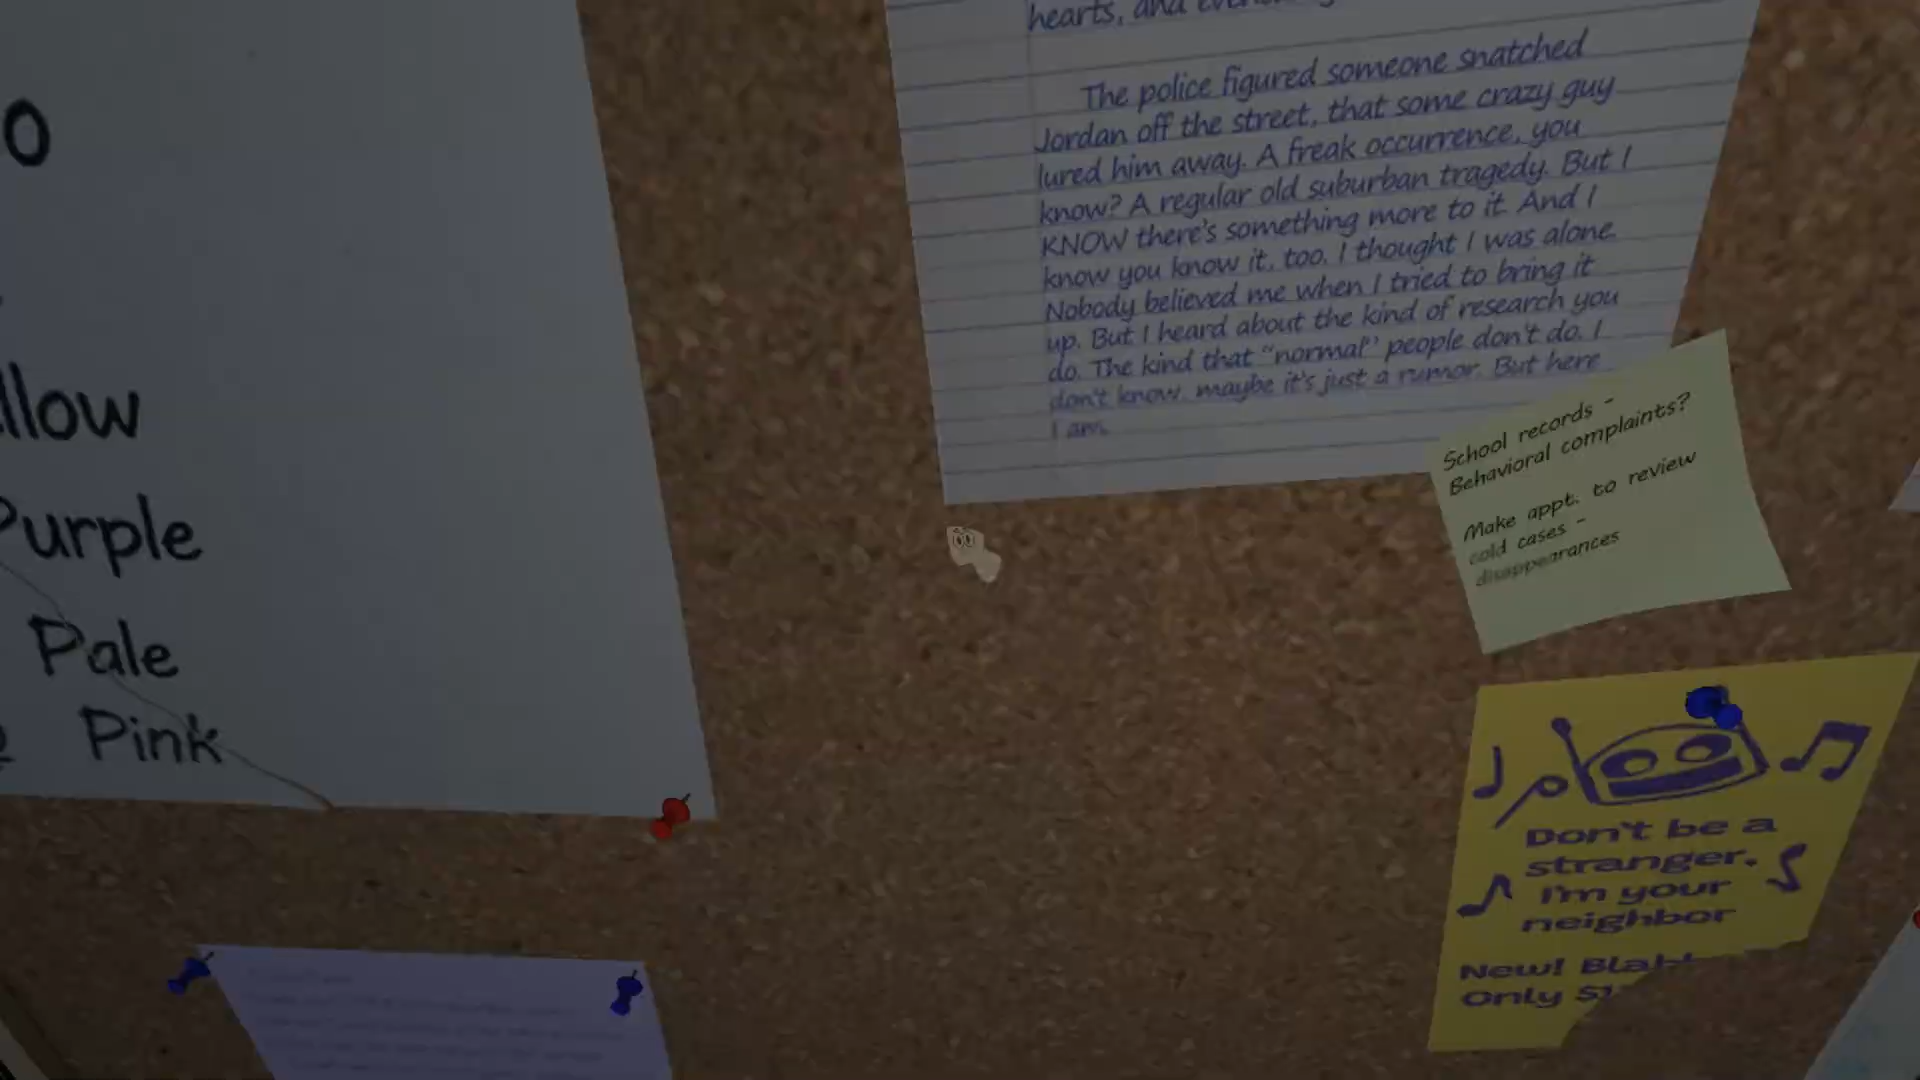 o
llow
Purple
Pale
Pink
hearts, and
The police figured someone snatched
Jordan off the street, that some crazy guy
lured him away. A freak occurrence, you
know? A regular old suburban tragedy. But I
KNOW there's something more to it. And I
know you know it, too. I thought I was alone.
Nobody believed me when I tried to bring it
up. But I heard about the kind of research you
do. The kind that "normal" people don't do. I
don't know, maybe it's just a rumor. But here
I am.
School records -
Behavioral complaints?
Make appt. to review
cold cases -
disappearances
Don't be a
stranger.
I'm your
neighbor
New! Blah!
Only $1